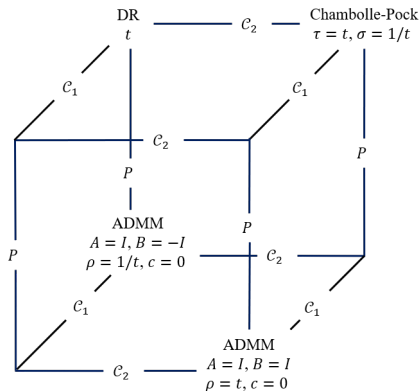 DR
t
𝒞₂
Chambolle-Pock
τ = t, σ = 1/t
𝒞₁
𝒞₁
𝒞₂
P
P
P
P
ADMM
A = I, B = −I
ρ = 1/t, c = 0
𝒞₂
𝒞₁
𝒞₁
𝒞₂
ADMM
A = I, B = I
ρ = t, c = 0